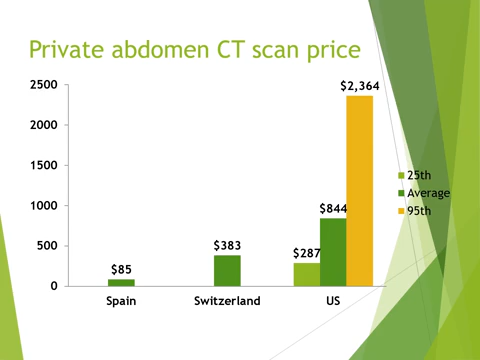 Private abdomen CT scan price
2500
2000
1500
1000
500
0
$85
$383
$287
$844
$2,364
Spain
Switzerland
US
25th
Average
95th